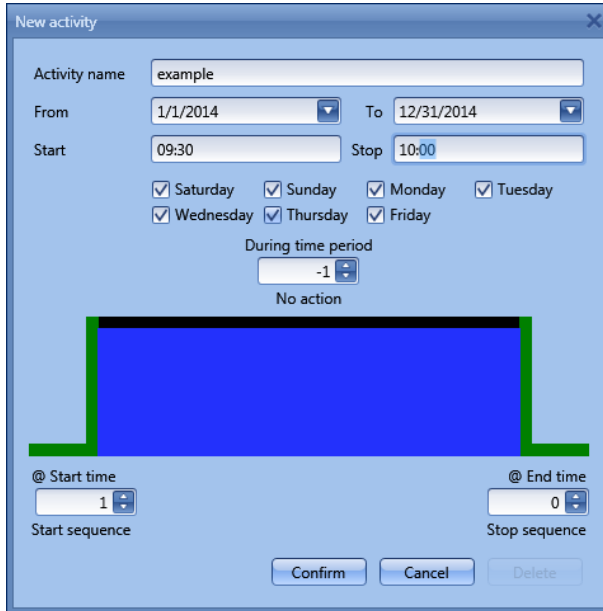 New activity
Activity name example
From 1/1/2014 To 12/31/2014
Start 09:30 Stop 10:00
Saturday Sunday Monday Tuesday
Wednesday Thursday Friday
During time period
-1
No action
@ Start time @ End time
1 0
Start sequence Stop sequence
Confirm Cancel Delete